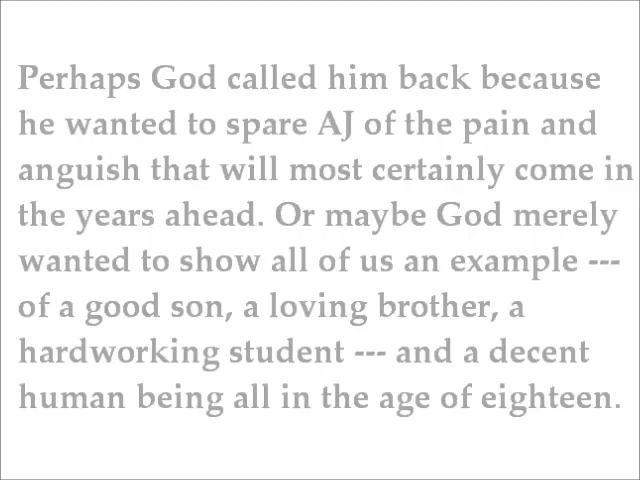 Perhaps God called him back because
he wanted to spare AJ of the pain and
anguish that will most certainly come in
the years ahead. Or maybe God merely
wanted to show all of us an example ---
of a good son, a loving brother, a
hardworking student --- and a decent
human being all in the age of eighteen.